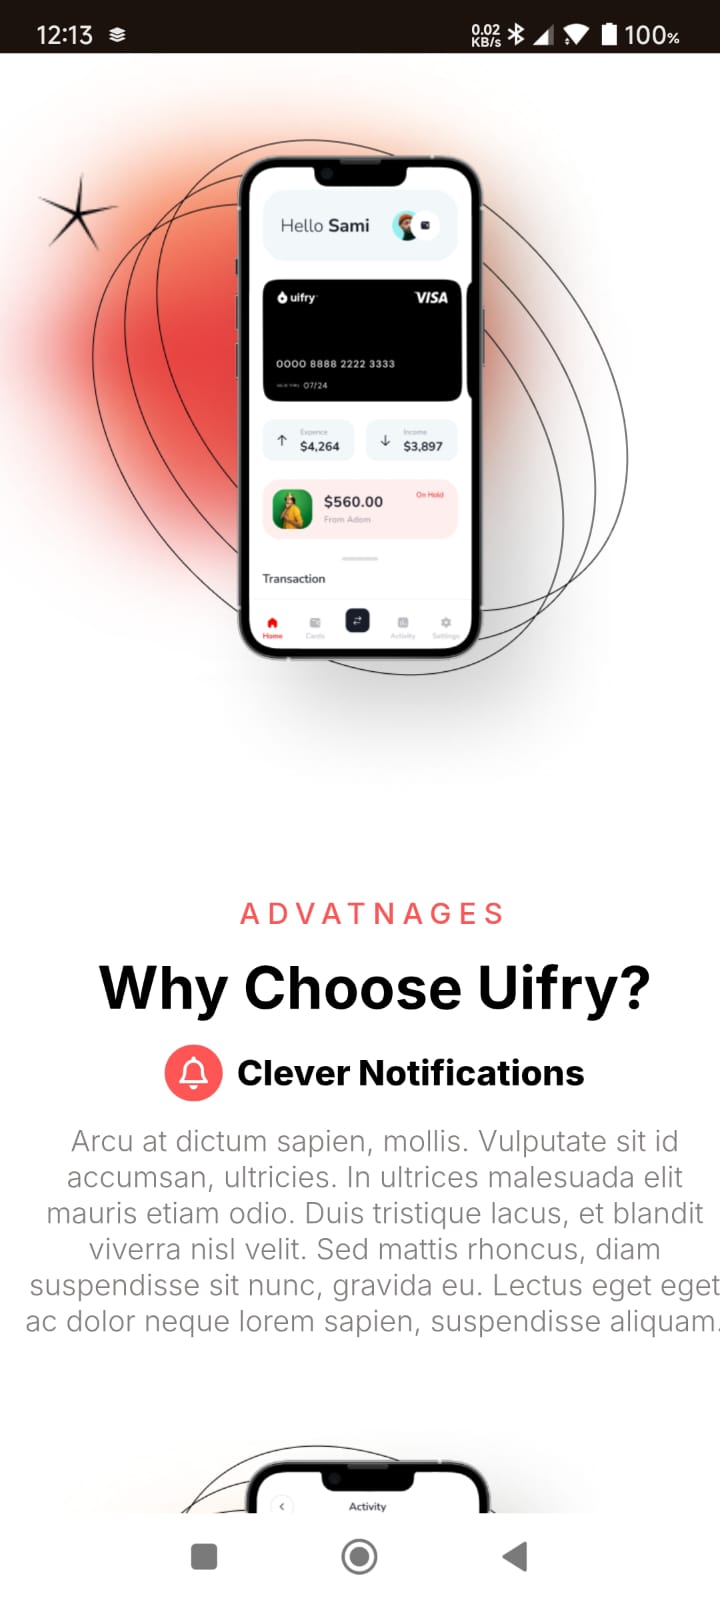 12:13
0.02
KB/s
100%
Hello Sami
uifry
VISA
0000 8888 2222 3333
07/24
Expence
$4,264
Income
$3,897
$560.00
On Hold
From Adom
Transaction
Home
Cards
Activity
Settings
ADVATNAGES
Why Choose Uifry?
Clever Notifications
Arcu at dictum sapien, mollis. Vulputate sit id
accumsan, ultricies. In ultrices malesuada elit
mauris etiam odio. Duis tristique lacus, et blandit
viverra nisl velit. Sed mattis rhoncus, diam
suspendisse sit nunc, gravida eu. Lectus eget eget
ac dolor neque lorem sapien, suspendisse aliquam.
Activity